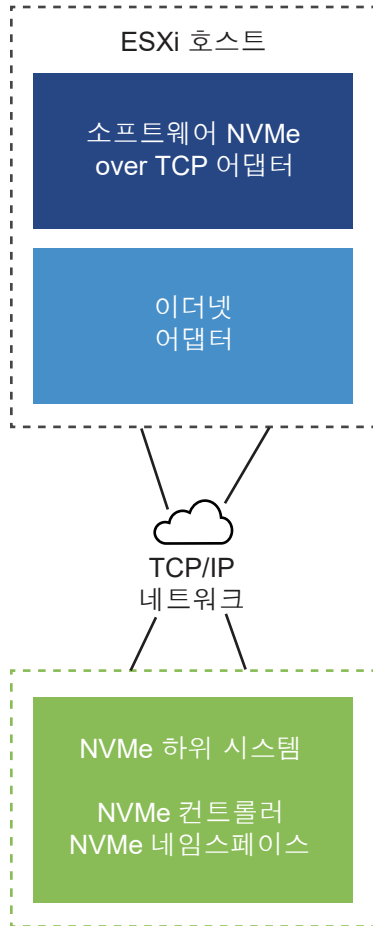 ESXi 호스트
소프트웨어 NVMe
over TCP 어댑터
이더넷
어댑터
TCP/IP
네트워크
NVMe 하위 시스템
NVMe 컨트롤러
NVMe 네임스페이스